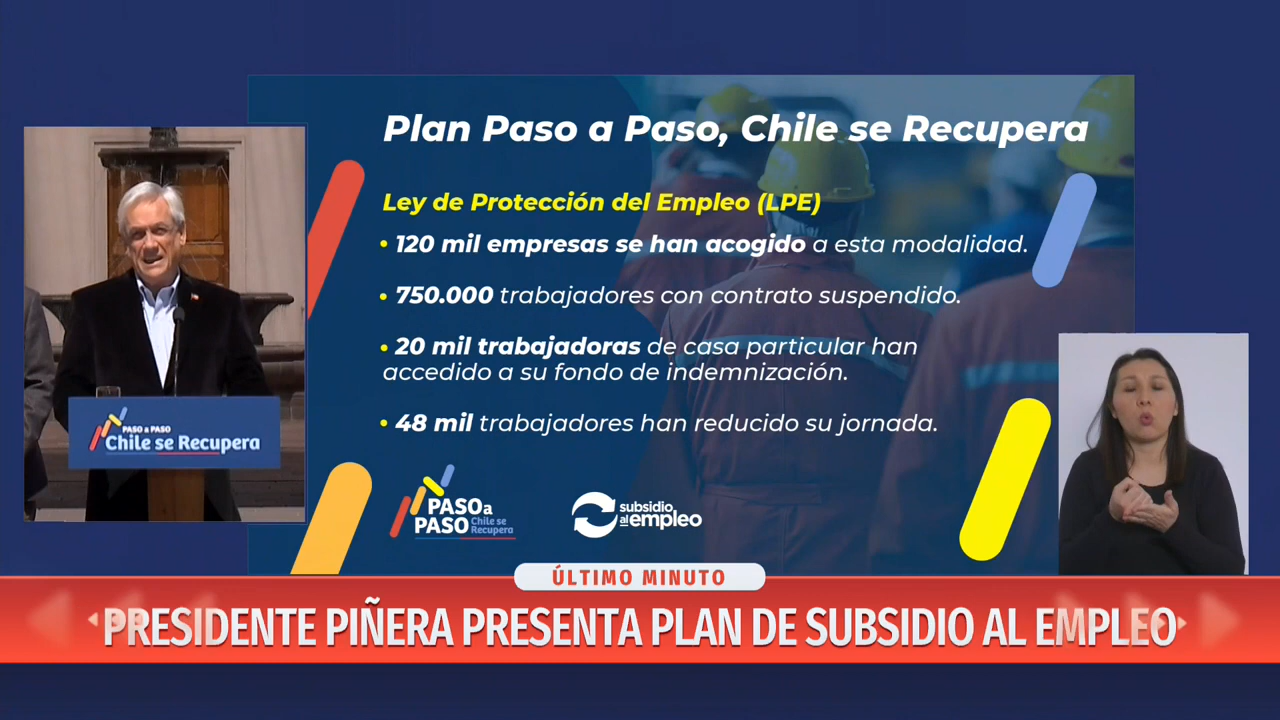 Plan Paso a Paso, Chile se Recupera
Ley de Protección del Empleo (LPE)
• 120 mil empresas se han acogido a esta modalidad.
• 750.000 trabajadores con contrato suspendido.
• 20 mil trabajadoras de casa particular han
accedido a su fondo de indemnización.
• 48 mil trabajadores han reducido su jornada.
PASO A PASO
Chile se Recupera
PASO a
PASO Chile se
Recupera
subsidio
al empleo
ÚLTIMO MINUTO
PRESIDENTE PIÑERA PRESENTA PLAN DE SUBSIDIO AL EMPLEO